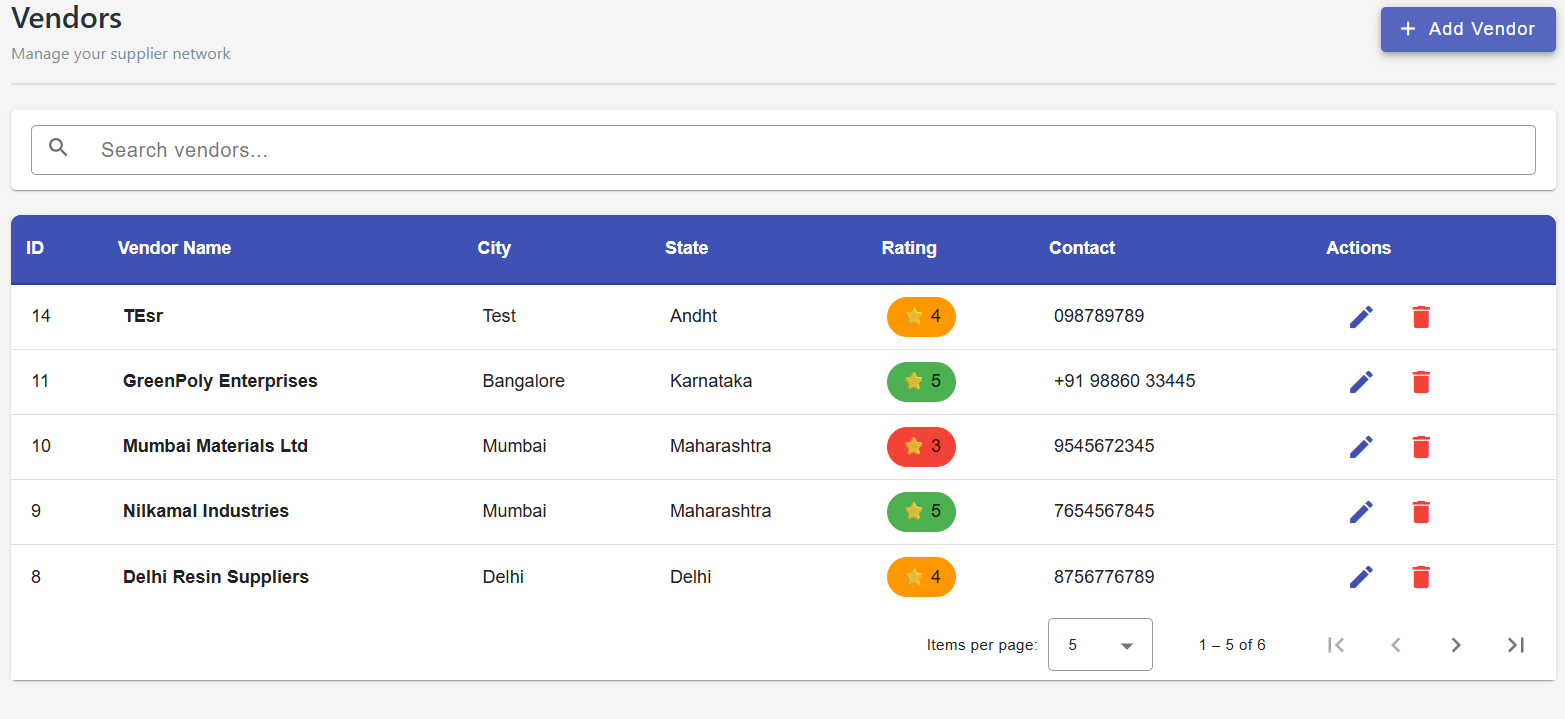 Vendors
+ Add Vendor
Manage your supplier network
Search vendors...
ID Vendor Name City State Rating Contact Actions
14 TEsr Test Andht 4 098789789
11 GreenPoly Enterprises Bangalore Karnataka 5 +91 98860 33445
10 Mumbai Materials Ltd Mumbai Maharashtra 3 9545672345
9 Nilkamal Industries Mumbai Maharashtra 5 7654567845
8 Delhi Resin Suppliers Delhi Delhi 4 8756776789
Items per page: 5 1 – 5 of 6